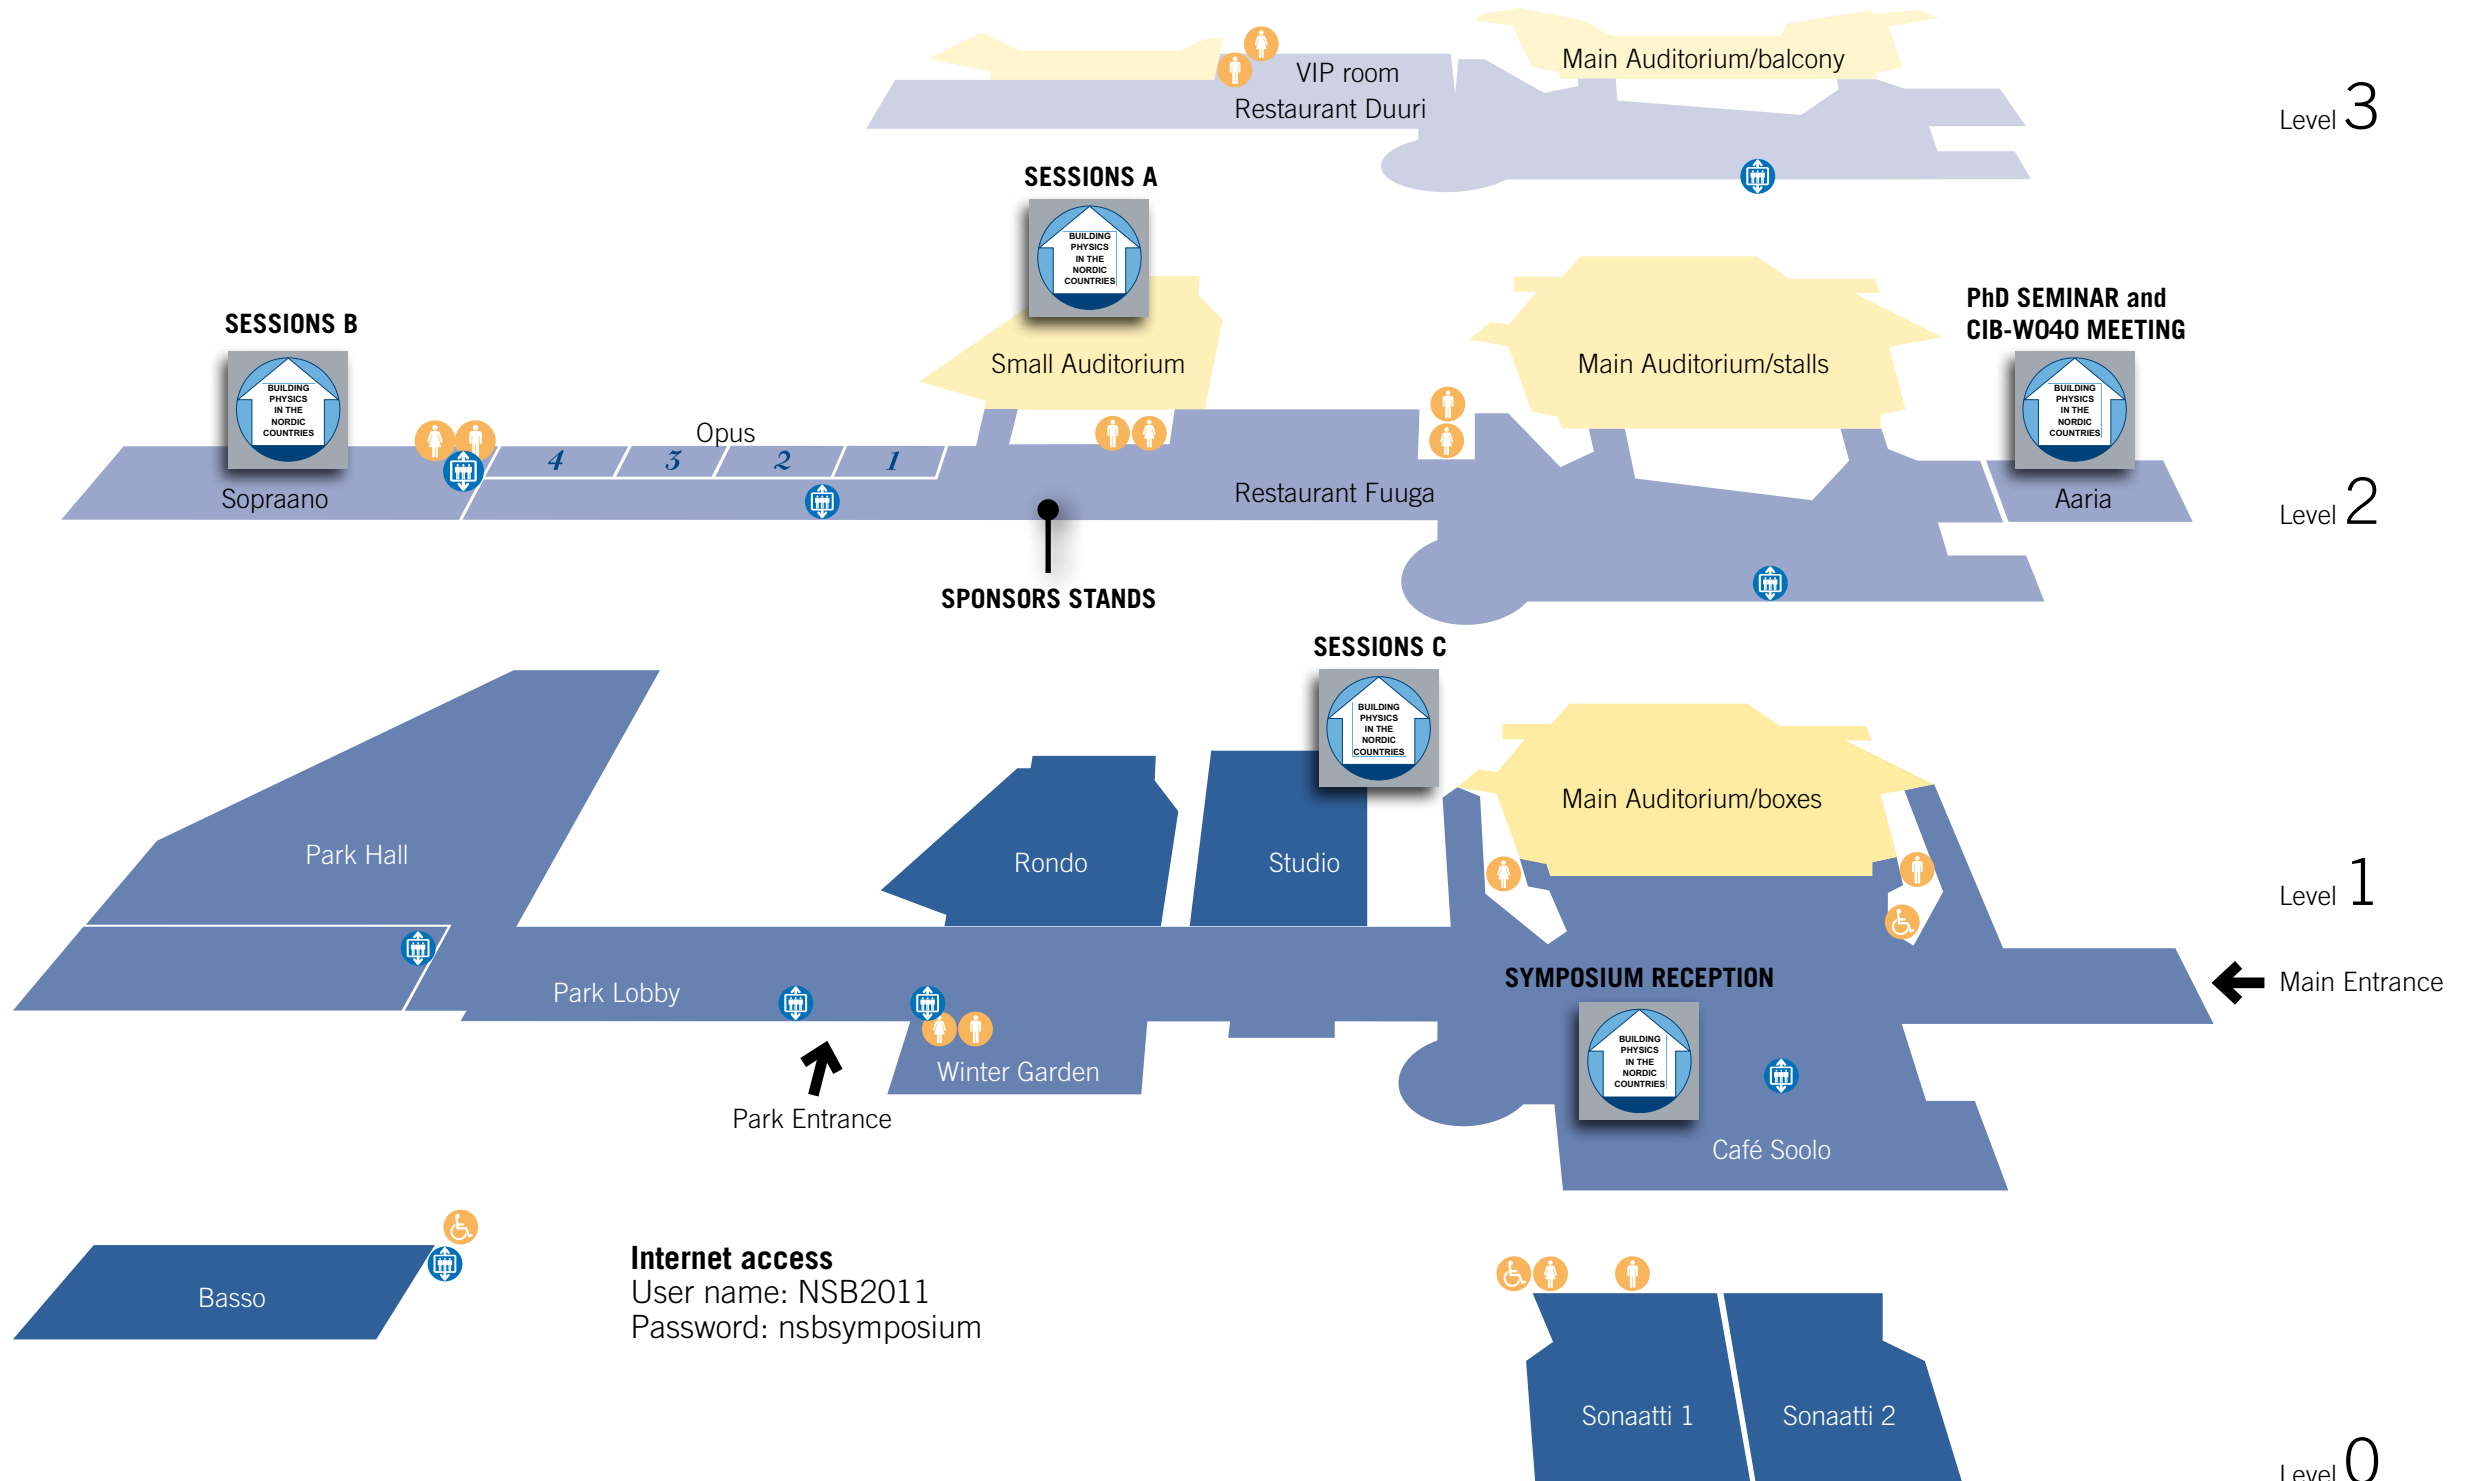 VIP room
Restaurant Duuri
Main Auditorium/balcony
Level 3
SESSIONS A
BUILDING
PHYSICS
IN THE
NORDIC
COUNTRIES
Small Auditorium
SESSIONS B
BUILDING
PHYSICS
IN THE
NORDIC
COUNTRIES
Sopraano
Opus
4
3
2
1
Restaurant Fuuga
SPONSORS STANDS
Main Auditorium/stalls
PhD SEMINAR and
CIB-W040 MEETING
BUILDING
PHYSICS
IN THE
NORDIC
COUNTRIES
Aaria
Level 2
SESSIONS C
BUILDING
PHYSICS
IN THE
NORDIC
COUNTRIES
Park Hall
Rondo
Studio
Main Auditorium/boxes
Level 1
Park Lobby
SYMPOSIUM RECEPTION
BUILDING
PHYSICS
IN THE
NORDIC
COUNTRIES
Main Entrance
Winter Garden
Park Entrance
Café Soolo
Basso
Internet access
User name: NSB2011
Password: nsbsymposium
Sonaatti 1
Sonaatti 2
Level 0